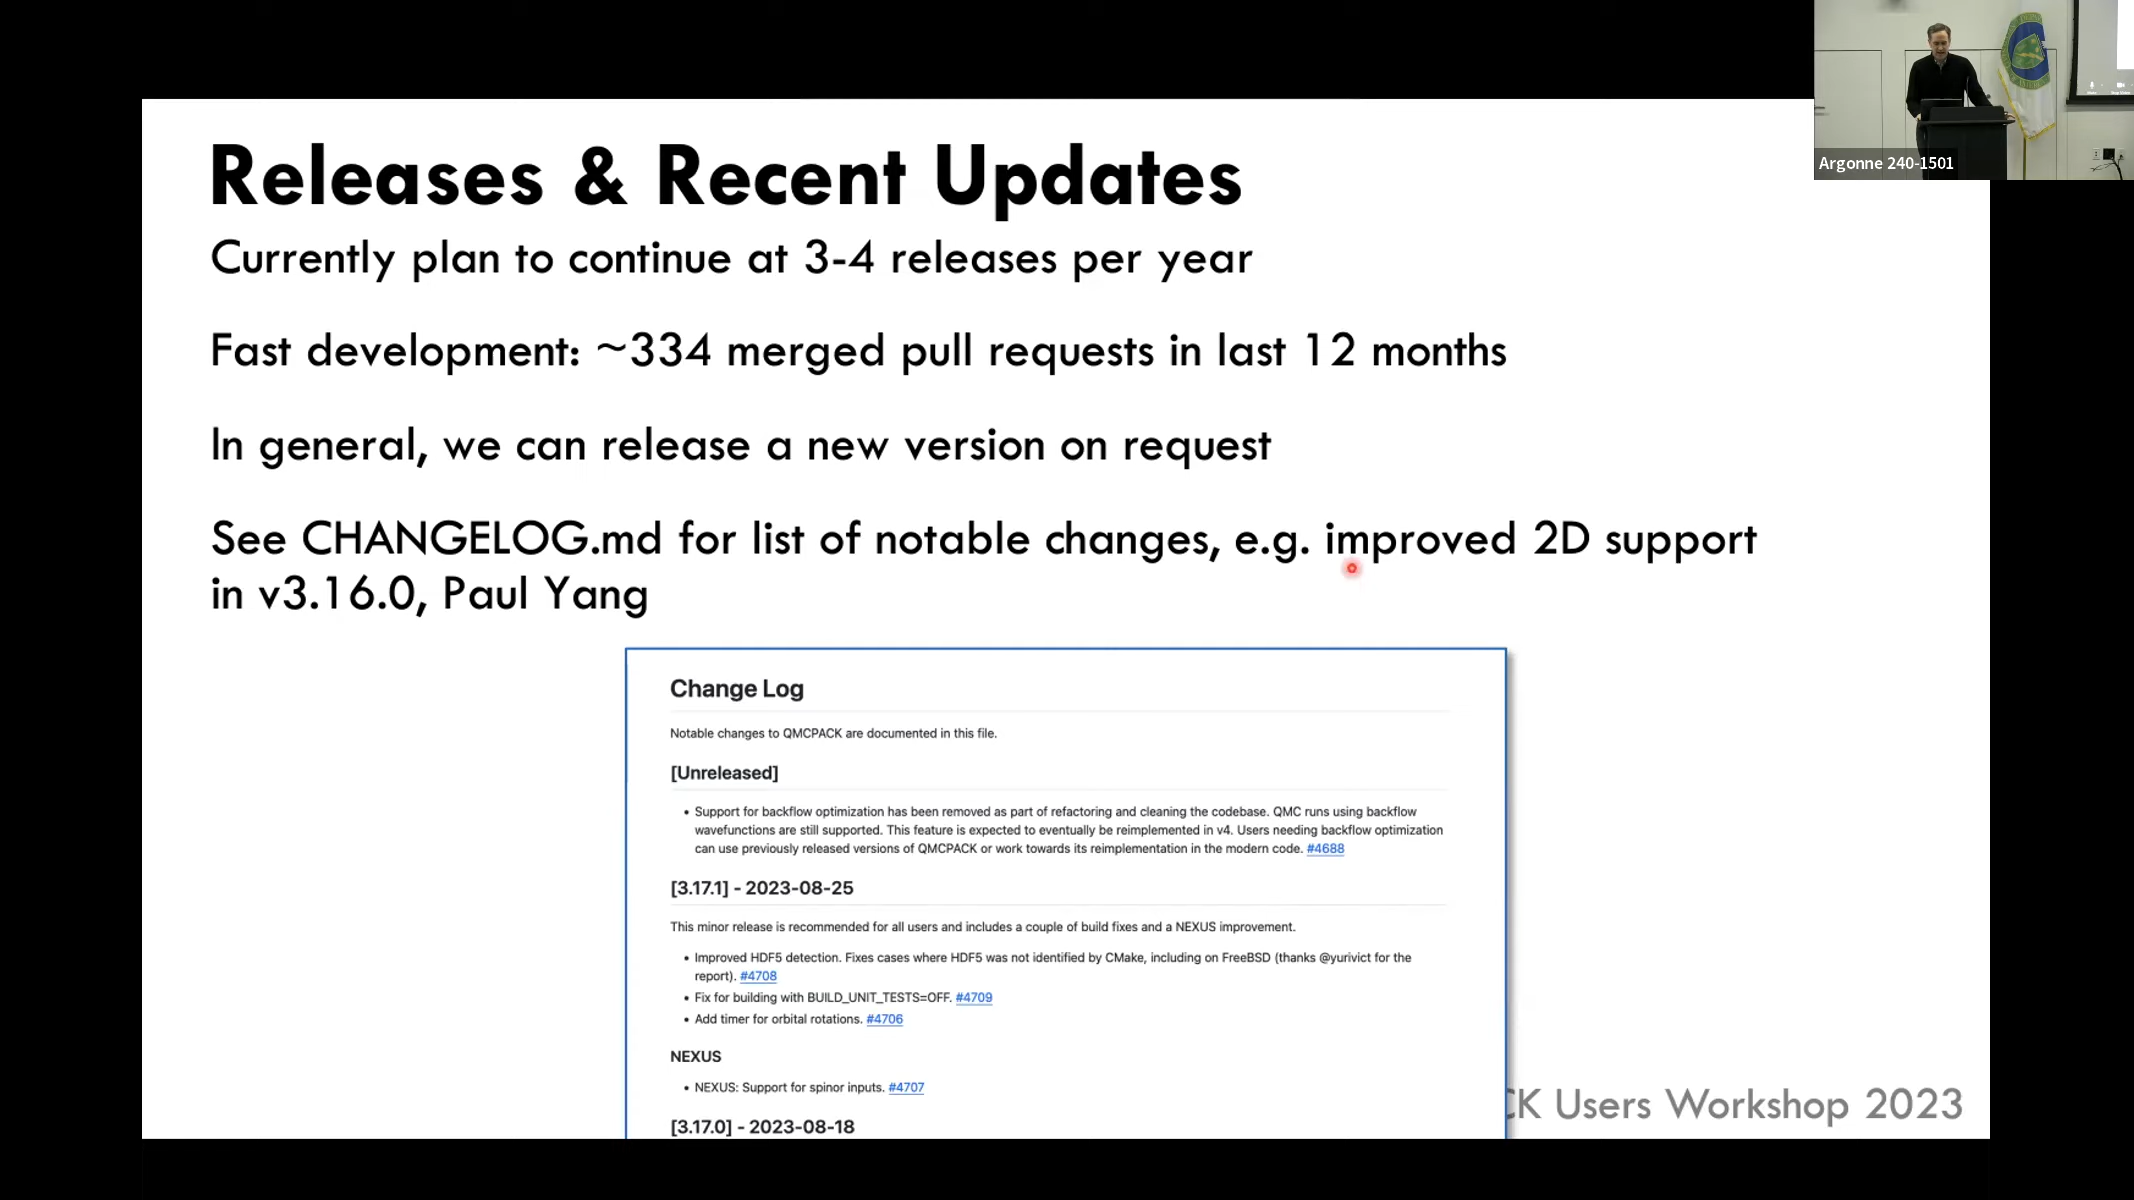 Argonne 240-1501
Releases & Recent Updates
Currently plan to continue at 3-4 releases per year
Fast development: ~334 merged pull requests in last 12 months
In general, we can release a new version on request
See CHANGELOG.md for list of notable changes, e.g. improved 2D support
in v3.16.0, Paul Yang
Change Log
Notable changes to QMCPACK are documented in this file.
[Unreleased]
• Support for backflow optimization has been removed as part of refactoring and cleaning the codebase. QMC runs using backflow
wavefunctions are still supported. This feature is expected to eventually be reimplemented in v4. Users needing backflow optimization
can use previously released versions of QMCPACK or work towards its reimplementation in the modern code. #4688
[3.17.1] - 2023-08-25
This minor release is recommended for all users and includes a couple of build fixes and a NEXUS improvement.
• Improved HDF5 detection. Fixes cases where HDF5 was not identified by CMake, including on FreeBSD (thanks @yurivict for the
report). #4708
• Fix for building with BUILD_UNIT_TESTS=OFF. #4709
• Add timer for orbital rotations. #4706
NEXUS
• NEXUS: Support for spinor inputs. #4707
[3.17.0] - 2023-08-18
CK Users Workshop 2023